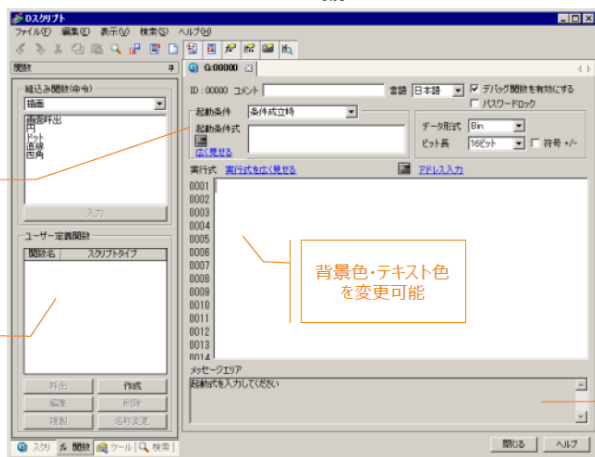 Dスクリプト
ファイル(F) 編集(E) 表示(V) 検索(S) ヘルプ(H)
関数
組込み関数(命令)
描画
画面呼出
円
ドット
直線
四角
入力
ユーザー定義関数
関数名 スクリプトタイプ
呼出 作成
編集 削除
複製 名称変更
スクリ 関数 ツール 検索
G:00000
ID : 00000 コメント 言語 日本語 デバッグ関数を有効にする
パスワードロック
起動条件 条件成立時
起動条件式
広く見せる
データ形式 Bin
ビット長 16ビット 符号 +/-
実行式 実行式を広く見せる アドレス入力
0001
0002
0003
0004
0005
0006
0007
0008
0009
0010
0011
0012
0013
0014
背景色・テキスト色
を変更可能
メッセージエリア
起動式を入力してください
閉じる ヘルプ